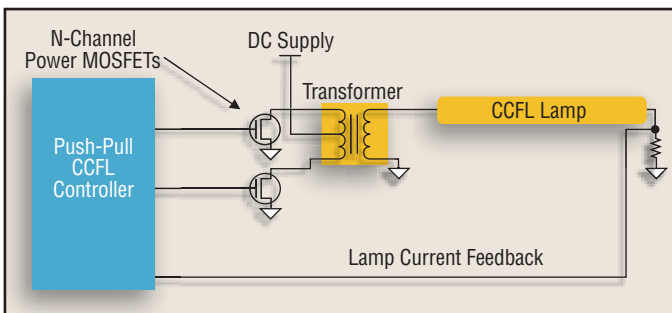 N-Channel
Power MOSFETs
DC Supply
Transformer
CCFL Lamp
Push-Pull
CCFL
Controller
Lamp Current Feedback